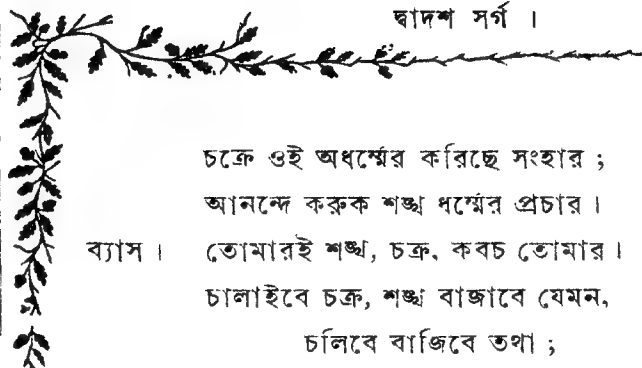 দ্বাদশ সর্গ ।
চক্রে ওই অধর্ম্মের করিছে সংহার ;
আনন্দে করুক শঙ্খ ধর্ম্মের প্রচার ।
ব্যাস । তোমারই শঙ্খ, চক্র, কবচ তোমার ।
চালাইবে চক্র, শঙ্খ বাজাবে যেমন,
চলিবে বাজিবে তথা ;